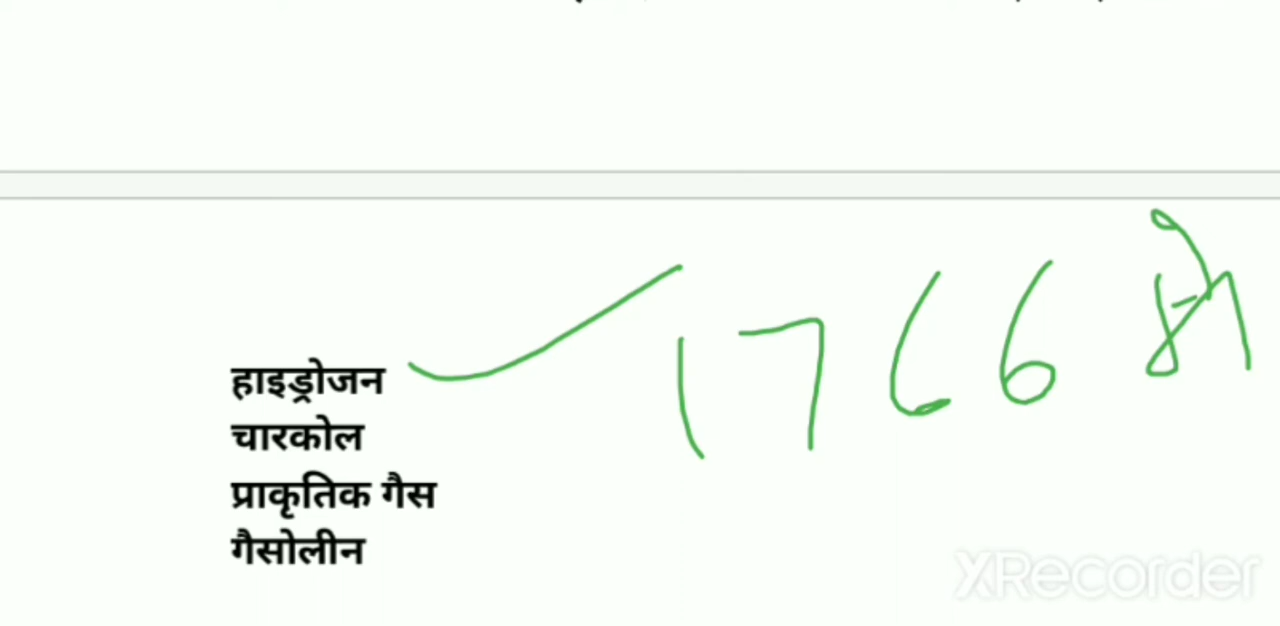 हाइड्रोजन
1766 में
चारकोल
प्राकृतिक गैस
गैसोलीन
XRecorder